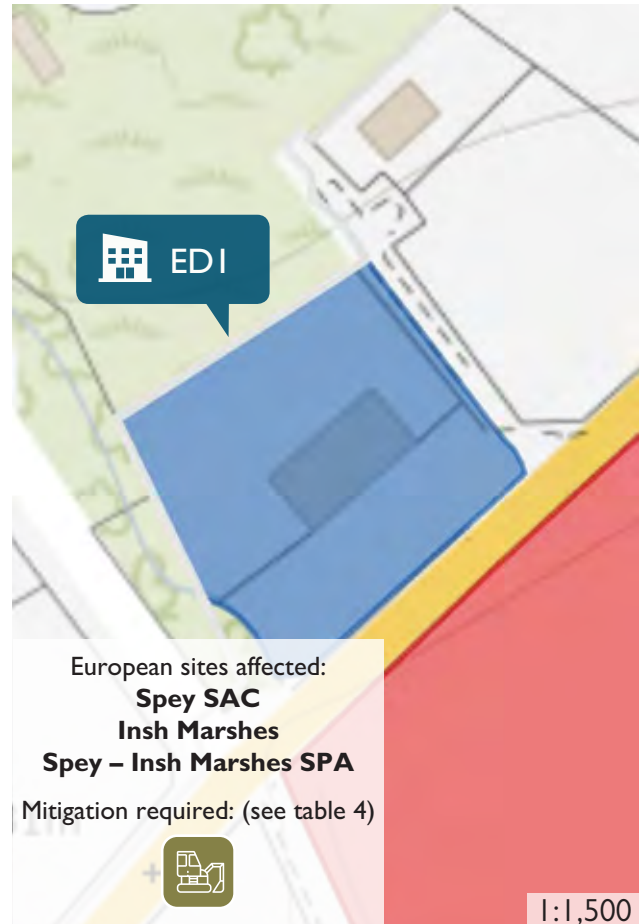 ED1
European sites affected:
Spey SAC
Insh Marshes
Spey – Insh Marshes SPA
Mitigation required: (see table 4)
1:1,500